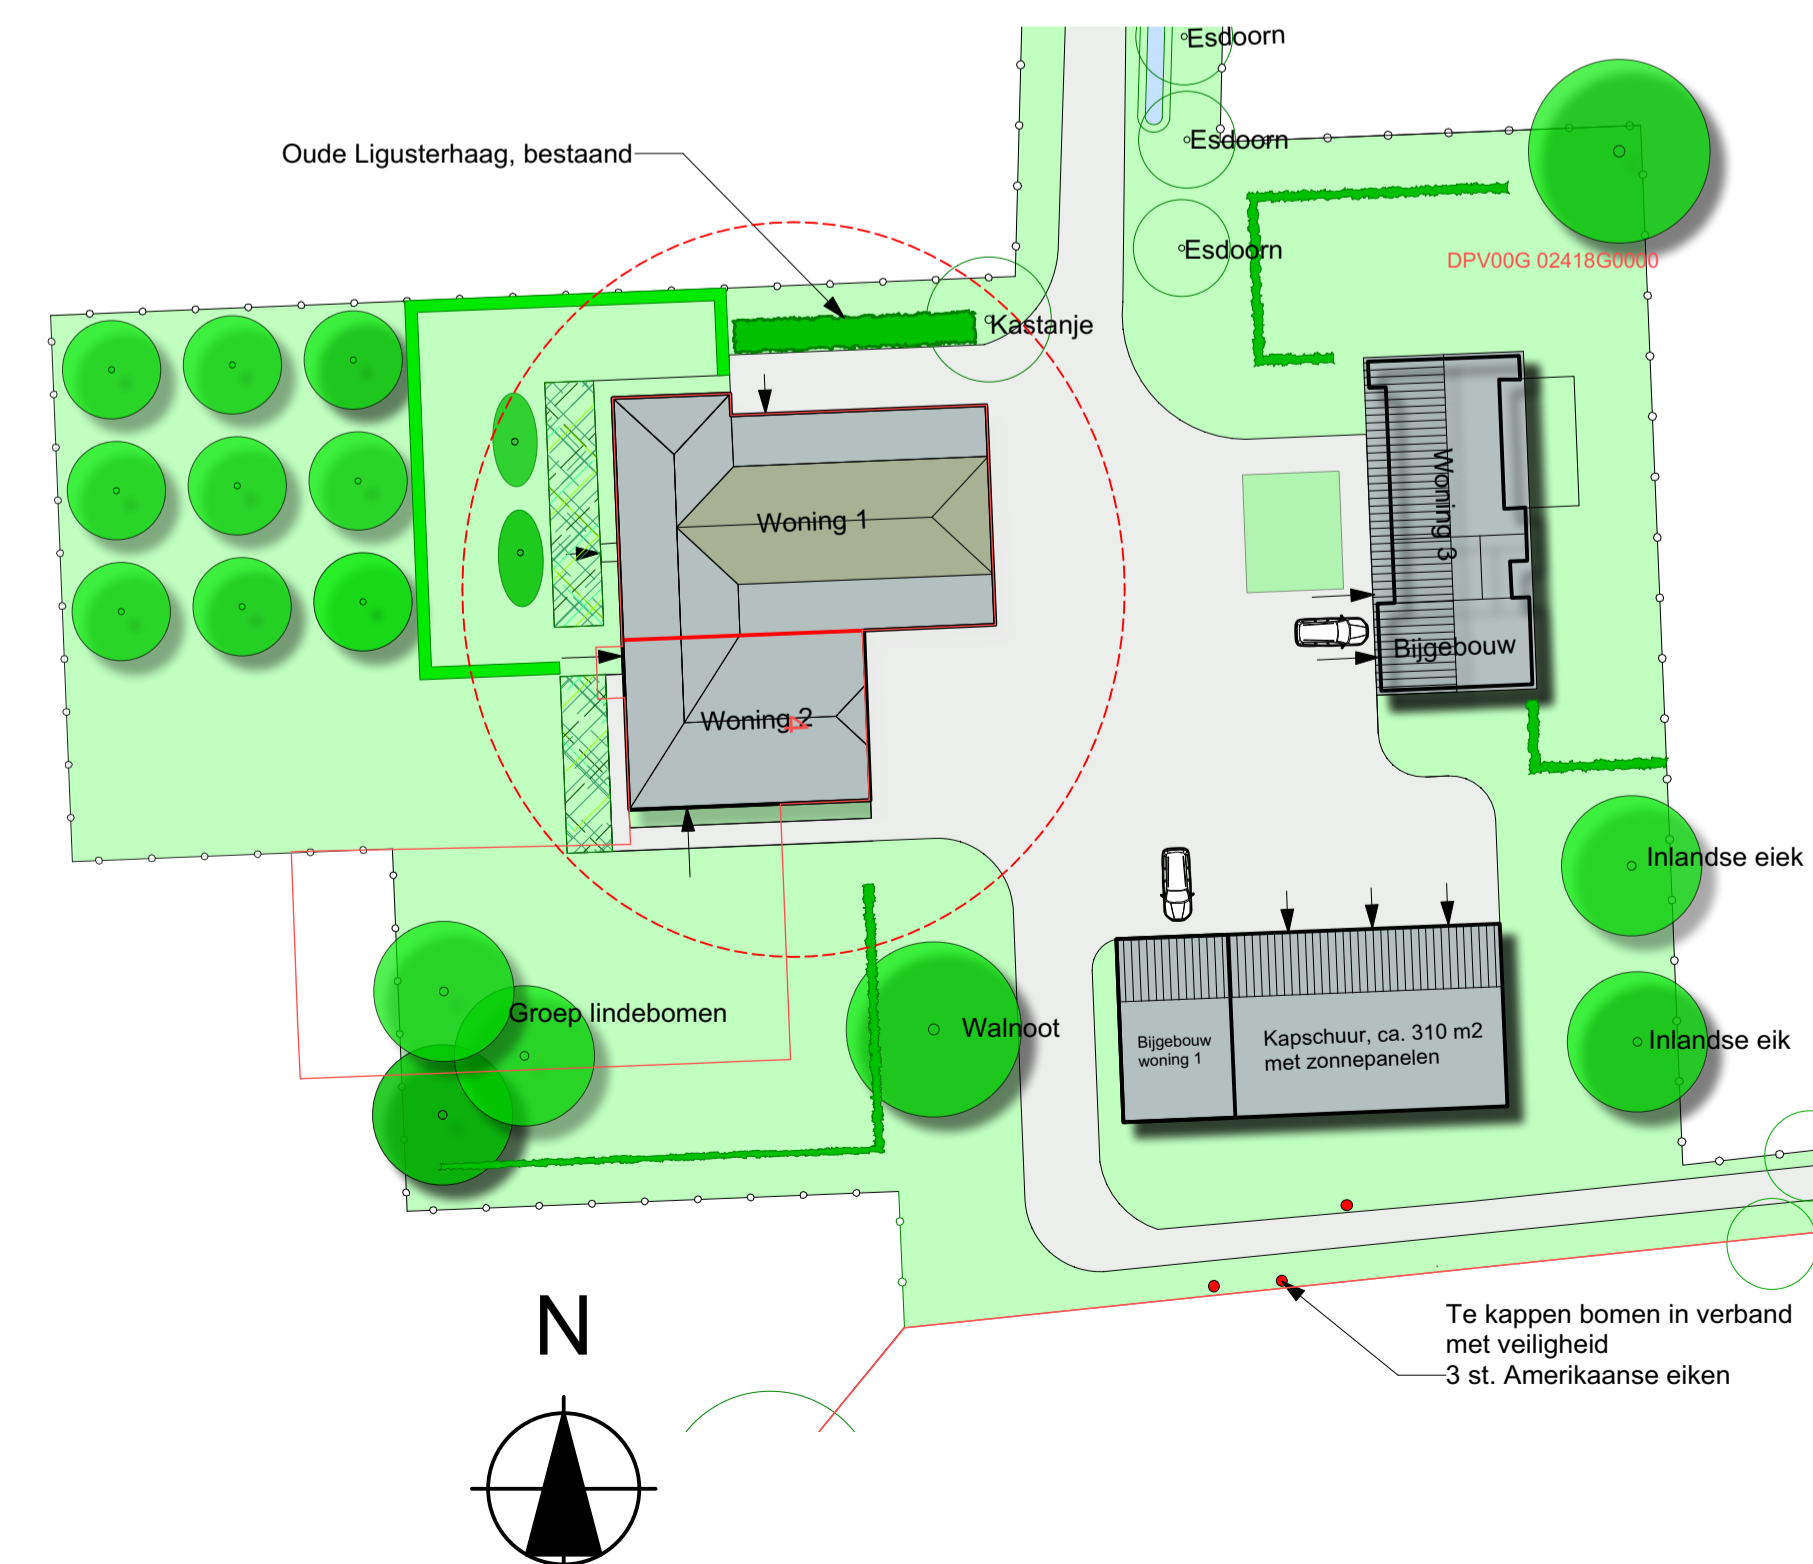 Esdoorn
Esdoorn
Oude Ligusterhaag, bestaand
Esdoorn
DPV00G 02418G0000
Kastanje
Woning 1
Woning 3
Bijgebouw
Woning 2
4
Inlandse eiek
Groep lindebomen
Walnoot
Bijgebouw
woning 1
Kapschuur, ca. 310 m2
met zonnepanelen
Inlandse eik
Te kappen bomen in verband
met veiligheid
3 st. Amerikaanse eiken
N